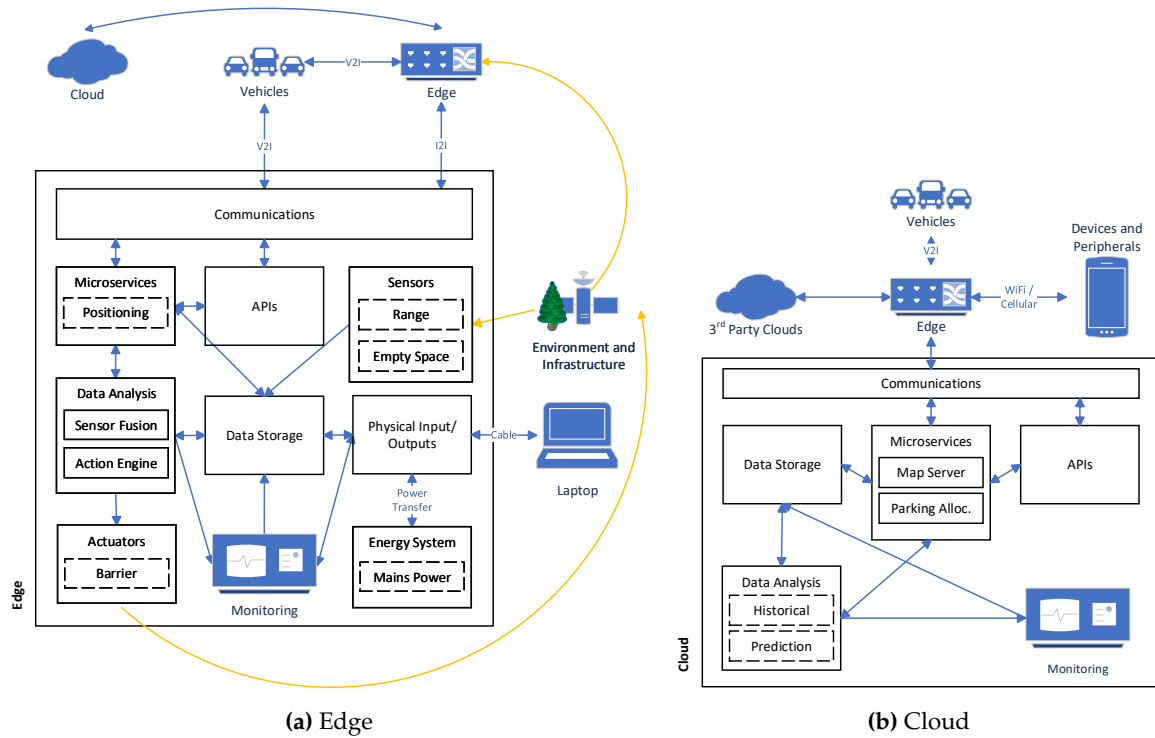 Cloud
Vehicles
V2I
Edge
V2I
I2I
Communications
Microservices
Positioning
APIs
Sensors
Range
Empty Space
Environment and
Infrastructure
Data Analysis
Sensor Fusion
Action Engine
Data Storage
Physical Input/
Outputs
Cable
Laptop
Power
Transfer
Actuators
Barrier
Monitoring
Energy System
Mains Power
Edge
(a) Edge
Vehicles
V2I
Devices and
Peripherals
3rd Party Clouds
Edge
WiFi /
Cellular
Communications
Data Storage
Microservices
Map Server
Parking Alloc.
APIs
Data Analysis
Historical
Prediction
Monitoring
Cloud
(b) Cloud